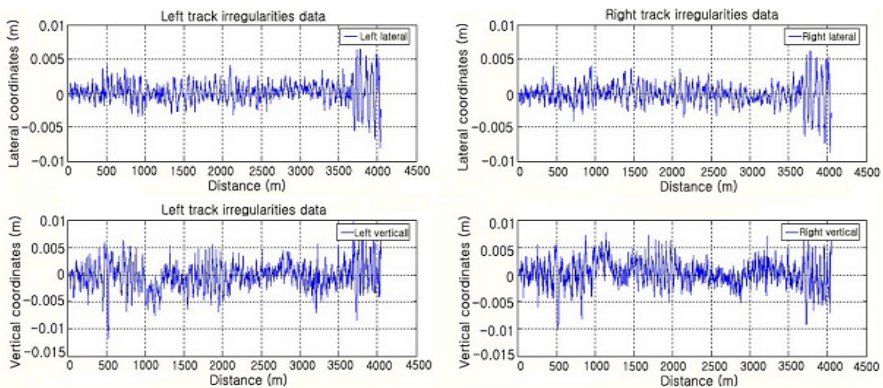 Left track irregularities data
Lateral coordinates (m)
0.01
0.005
0
-0.005
-0.01
Left lateral
0 500 1000 1500 2000 2500 3000 3500 4000 4500
Distance (m)
Right track irregularities data
Lateral coordinates (m)
0.01
0.005
0
-0.005
-0.01
Right lateral
0 500 1000 1500 2000 2500 3000 3500 4000 4500
Distance (m)
Left track irregularities data
Vertical coordinates (m)
0.01
0.005
0
-0.005
-0.01
-0.015
Left verticall
0 500 1000 1500 2000 2500 3000 3500 4000 4500
Distance (m)
Vertical coordinates (m)
0.01
0.005
0
-0.005
-0.01
-0.015
Right vertical
0 500 1000 1500 2000 2500 3000 3500 4000 4500
Distance (m)